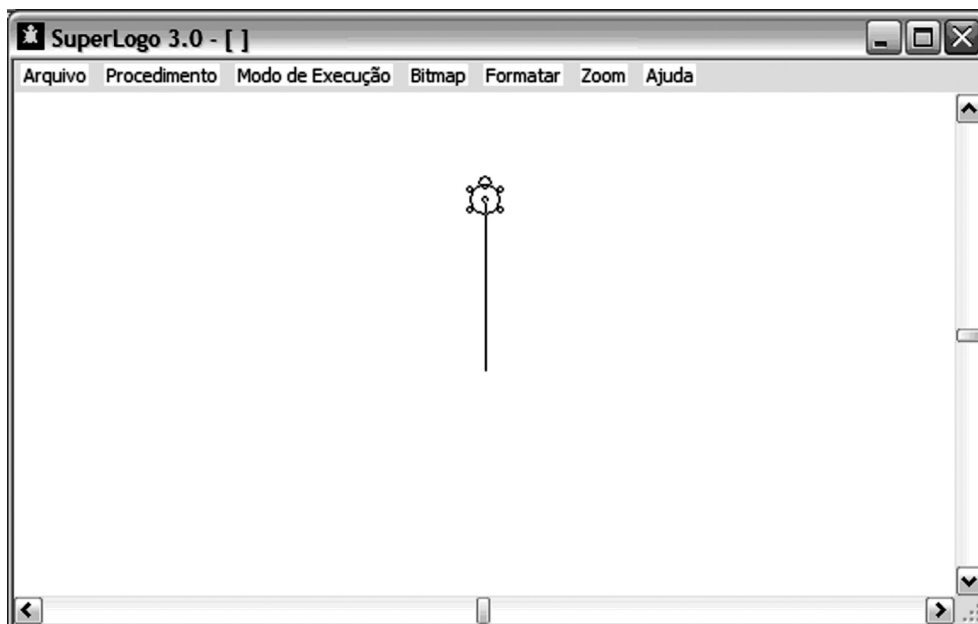 SuperLogo 3.0 - [ ]
Arquivo Procedimento Modo de Execução Bitmap Formatar Zoom Ajuda